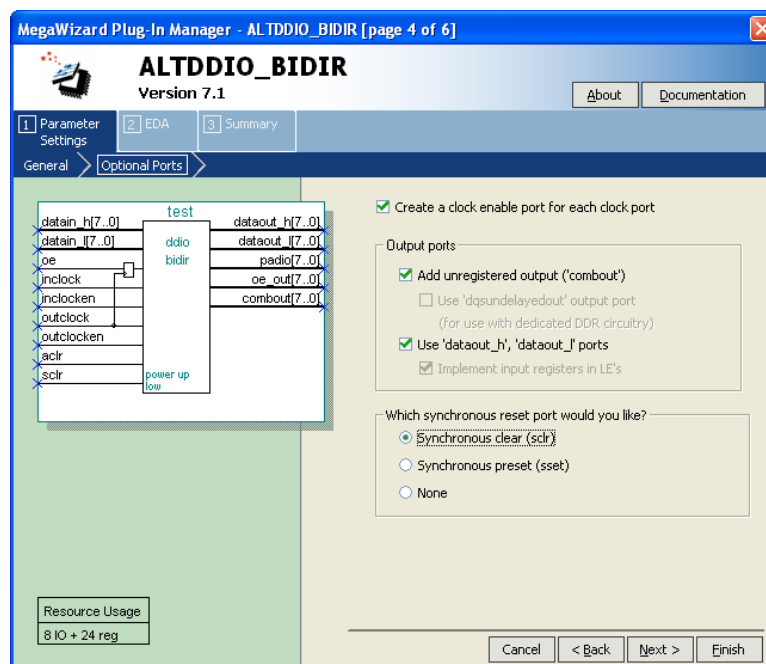 MegaWizard Plug-In Manager - ALTDDIO_BIDIR [page 4 of 6]
ALTDDIO_BIDIR
Version 7.1
About
Documentation
1 Parameter Settings
2 EDA
3 Summary
General
Optional Ports
test
datain_h[7..0]
datain_l[7..0]
oe
inclock
inclocken
outclock
outclocken
aclr
sclr
ddio
bidir
power up
low
dataout_h[7..0]
dataout_l[7..0]
padio[7..0]
oe_out[7..0]
combout[7..0]
Create a clock enable port for each clock port
Output ports
Add unregistered output ('combout')
Use 'dqsundelayedout' output port
(for use with dedicated DDR circuitry)
Use 'dataout_h', 'dataout_l' ports
Implement input registers in LE's
Which synchronous reset port would you like?
Synchronous clear (sclr)
Synchronous preset (sset)
None
Resource Usage
8 IO + 24 reg
Cancel
< Back
Next >
Finish